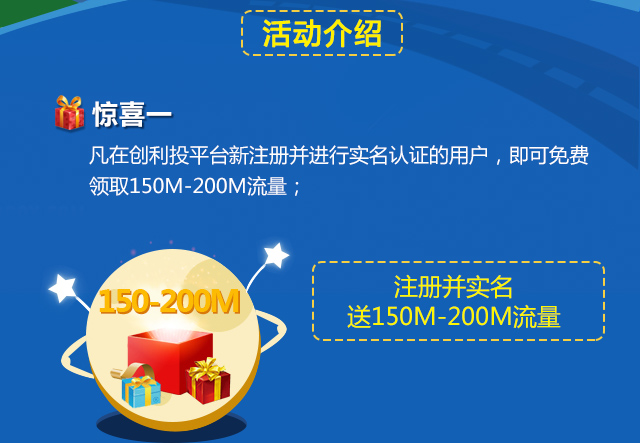 活动介绍
惊喜一
凡在创利投平台新注册并进行实名认证的用户，即可免费
领取150M-200M流量；
150-200M
注册并实名
送150M-200M流量